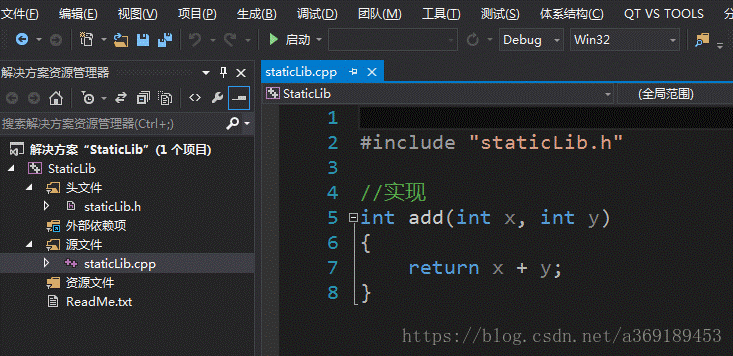 文件(F) 编辑(E) 视图(V) 项目(P) 生成(B) 调试(D) 团队(M) 工具(T) 测试(S) 体系结构(C) QT VS TOOLS
启动 Debug Win32
解决方案资源管理器
搜索解决方案资源管理器(Ctrl+;)
解决方案“StaticLib”(1 个项目)
StaticLib
头文件
staticLib.h
外部依赖项
源文件
staticLib.cpp
资源文件
ReadMe.txt
staticLib.cpp
StaticLib (全局范围)
1
2 #include "staticLib.h"
3
4 //实现
5 int add(int x, int y)
6 {
7 return x + y;
8 }
https://blog.csdn.net/a369189453